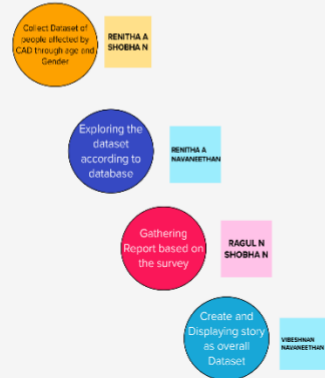 Collect Dataset of
people affected by
CAD through age and
Gender
RENITHA A
SHOBHA N
Exploring the
dataset
according to
database
RENITHA A
NAVANEETHAN
Gathering
Report based on
the survey
RAGUL N
SHOBHA N
Create and
Displaying story
as overall
Dataset
VIBESHNAN
NAVANEETHAN